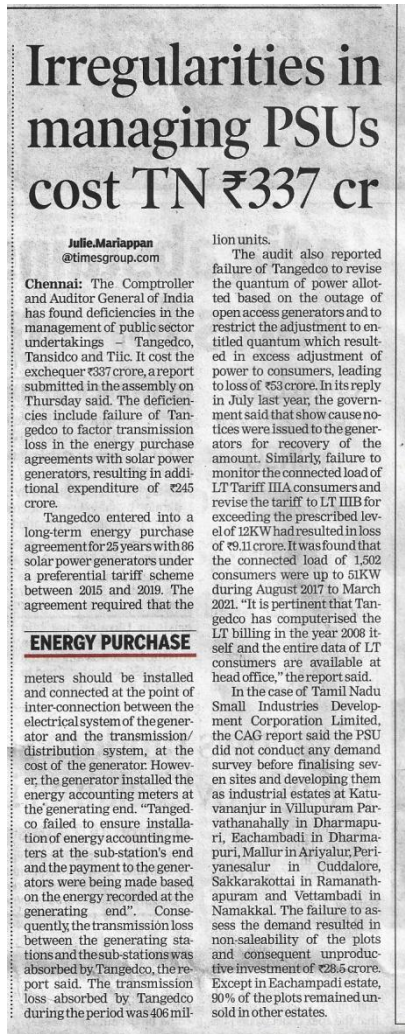 Irregularities in
managing PSUs
cost TN ₹337 cr
Julie.Mariappan
@timesgroup.com
Chennai: The Comptroller
and Auditor General of India
has found deficiencies in the
management of public sector
undertakings – Tangedco,
Tansidco and Tiic. It cost the
exchequer ₹337 crore, a report
submitted in the assembly on
Thursday said. The deficien-
cies include failure of Tan-
gedco to factor transmission
loss in the energy purchase
agreements with solar power
generators, resulting in addi-
tional expenditure of ₹245
crore.
Tangedco entered into a
long-term energy purchase
agreement for 25 years with 86
solar power generators under
a preferential tariff scheme
between 2015 and 2019. The
agreement required that the
ENERGY PURCHASE
meters should be installed
and connected at the point of
inter-connection between the
electrical system of the gener-
ator and the transmission/
distribution system, at the
cost of the generator. Howev-
er, the generator installed the
energy accounting meters at
the generating end. “Tanged-
co failed to ensure installa-
tion of energy accounting me-
ters at the sub-station's end
and the payment to the gener-
ators were being made based
on the energy recorded at the
generating end”. Conse-
quently, the transmission loss
between the generating sta-
tions and the sub-stations was
absorbed by Tangedco, the re-
port said. The transmission
loss absorbed by Tangedco
during the period was 406 mil-
lion units.
The audit also reported
failure of Tangedco to revise
the quantum of power allot-
ted based on the outage of
open access generators and to
restrict the adjustment to en-
titled quantum which result-
ed in excess adjustment of
power to consumers, leading
to loss of ₹53 crore. In its reply
in July last year, the govern-
ment said that show cause no-
tices were issued to the gener-
ators for recovery of the
amount. Similarly, failure to
monitor the connected load of
LT Tariff IIIA consumers and
revise the tariff to LT IIIB for
exceeding the prescribed lev-
el of 12KW had resulted in loss
of ₹9.11 crore. It was found that
the connected load of 1,502
consumers were up to 51KW
during August 2017 to March
2021. “It is pertinent that Tan-
gedco has computerised the
LT billing in the year 2008 it-
self and the entire data of LT
consumers are available at
head office,” the report said.
In the case of Tamil Nadu
Small Industries Develop-
ment Corporation Limited,
the CAG report said the PSU
did not conduct any demand
survey before finalising sev-
en sites and developing them
as industrial estates at Katu-
vananjur in Villupuram Par-
vathanahally in Dharmapu-
ri, Eachambadi in Dharma-
puri, Mallur in Ariyalur, Peri-
yanesalur in Cuddalore,
Sakkarakottai in Ramanath-
apuram and Vettambadi in
Namakkal. The failure to as-
sess the demand resulted in
non-saleability of the plots
and consequent unproduc-
tive investment of ₹28.5 crore.
Except in Eachampadi estate,
90% of the plots remained un-
sold in other estates.